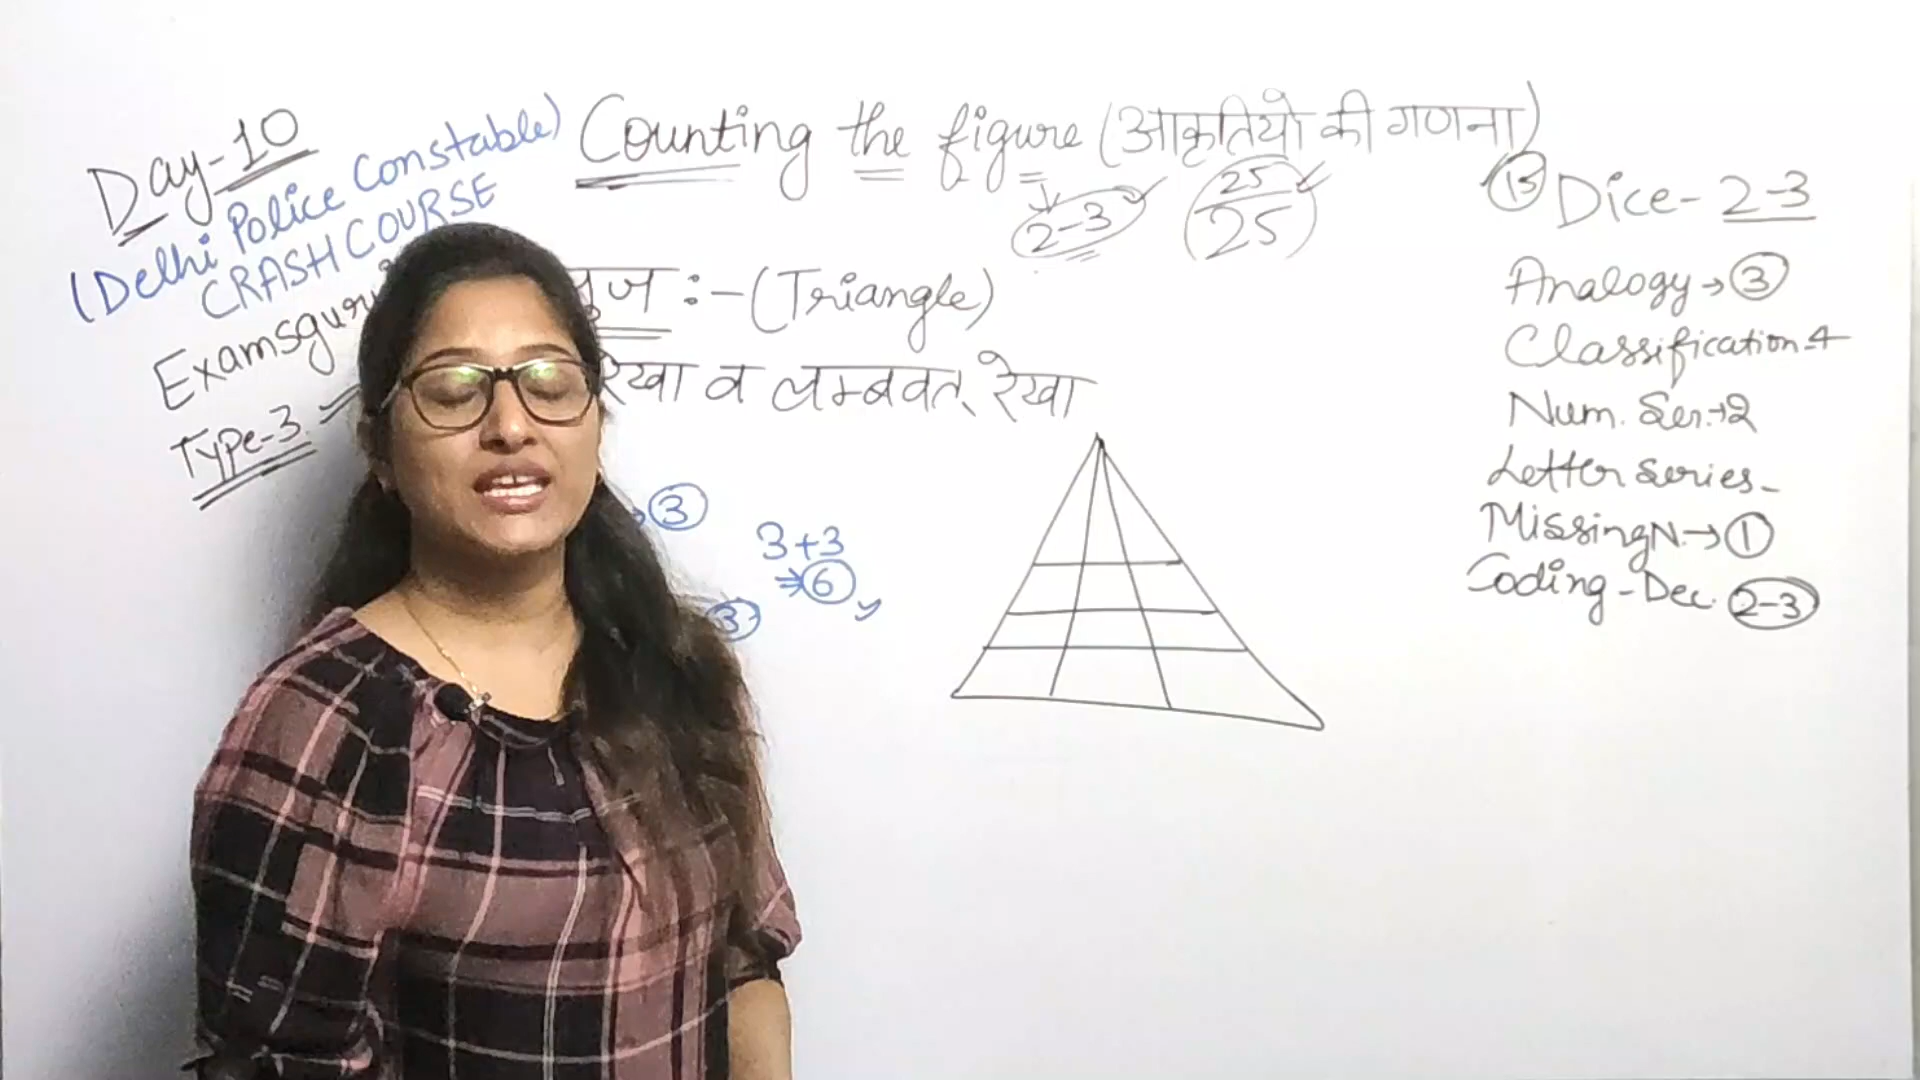 Day-10
(Delhi Police Constable)
CRASH COURSE
Examsguru
Type-3
Counting the figure (आकृतियो की गणना)
2-3
25/25
:- (Triangle)
रेखा व लम्बवत् रेखा
3
3+3
⇒6
3
13 Dice- 2-3
Analogy → 3
Classification-4
Num. Ser.→2
Letter Series-
MissingN.→ 1
Coding-Dec. 2-3